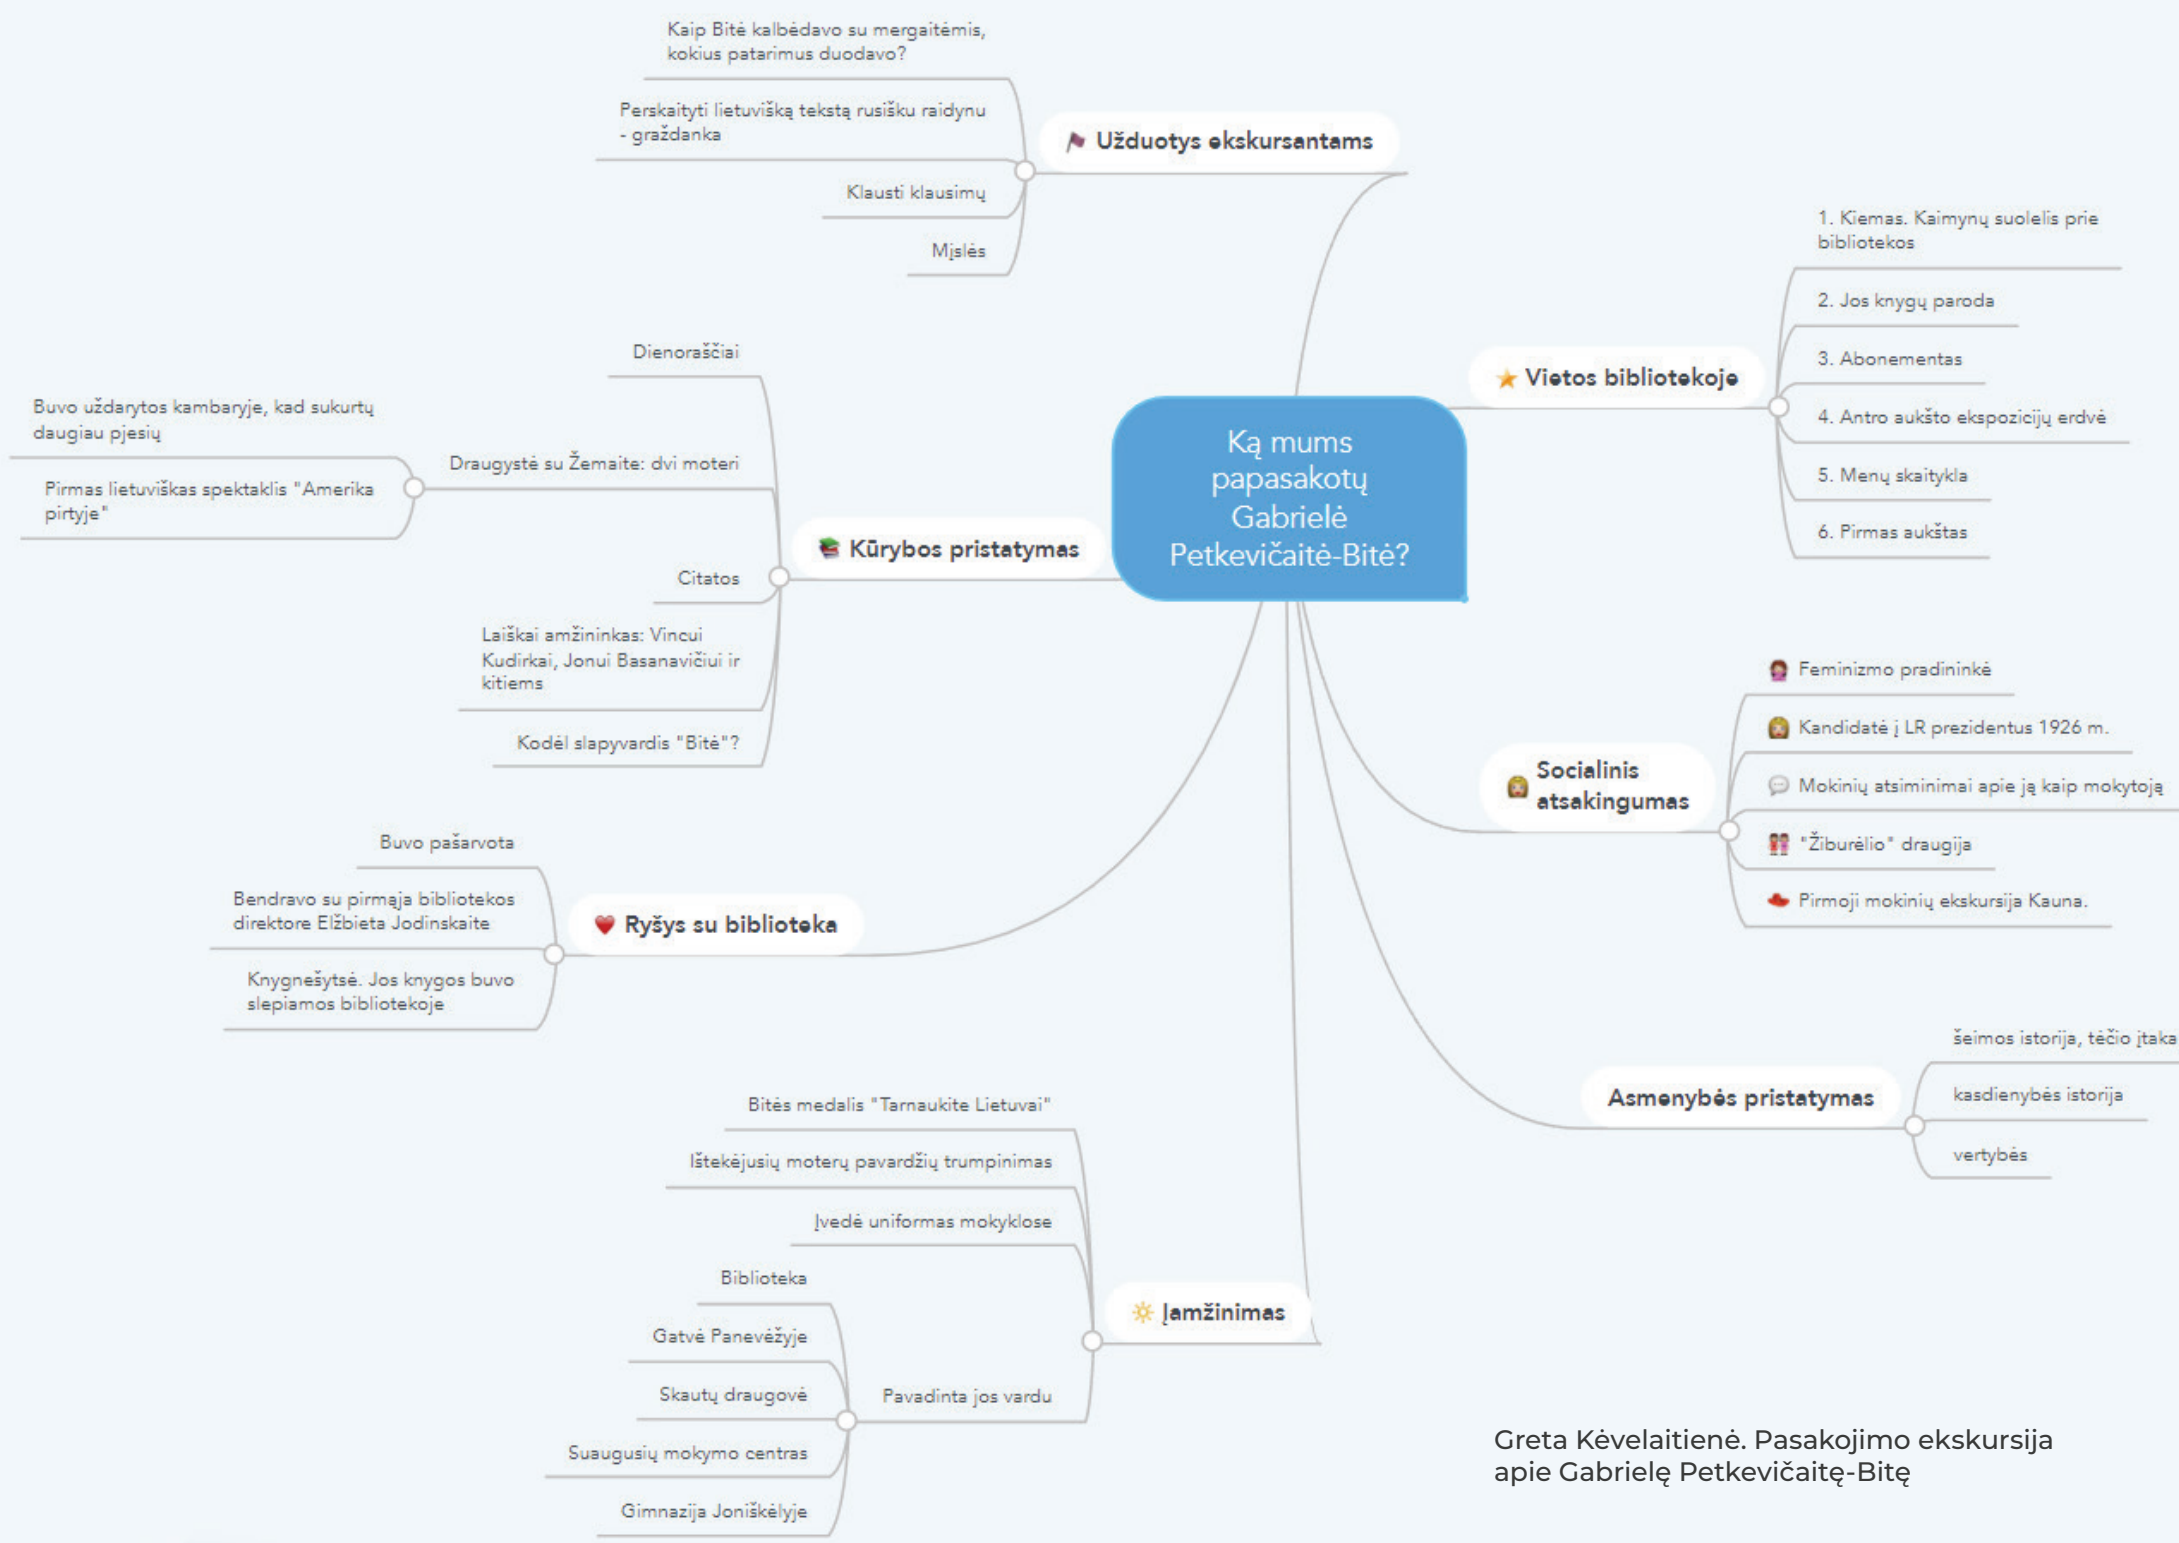 Kaip Bitė kalbėdavo su mergaitėmis,
kokius patarimus duodavo?
Perskaityti lietuvišką tekstą rusišku raidynu
- graždanka
Klausti klausimų
Mįslės
Užduotys ekskursantams
Dienoraščiai
Buvo uždarytos kambaryje, kad sukurtų
daugiau pjesių
Pirmas lietuviškas spektaklis "Amerika
pirtyje"
Draugystė su Žemaite: dvi moteri
Citatos
Laiškai amžininkas: Vincui
Kudirkai, Jonui Basanavičiui ir
kitiems
Kodėl slapyvardis "Bitė"?
Kūrybos pristatymas
Ką mums
papasakotų
Gabrielė
Petkevičaitė-Bitė?
Vietos bibliotekoje
1. Kiemas. Kaimynų suolelis prie
bibliotekos
2. Jos knygų paroda
3. Abonementas
4. Antro aukšto ekspozicijų erdvė
5. Menų skaitykla
6. Pirmas aukštas
Socialinis
atsakingumas
Feminizmo pradininkė
Kandidatė į LR prezidentus 1926 m.
Mokinių atsiminimai apie ją kaip mokytoją
"Žiburėlio" draugija
Pirmoji mokinių ekskursija Kauna.
Buvo pašarvota
Bendravo su pirmąja bibliotekos
direktore Elžbieta Jodinskaite
Knygnešytsė. Jos knygos buvo
slepiamos bibliotekoje
Ryšys su biblioteka
Asmenybės pristatymas
šeimos istorija, tėčio įtaka
kasdienybės istorija
vertybės
Bitės medalis "Tarnaukite Lietuvai"
Ištekėjusių moterų pavardžių trumpinimas
Įvedė uniformas mokyklose
Biblioteka
Gatvė Panevėžyje
Skautų draugovė
Suaugusių mokymo centras
Gimnazija Joniškėlyje
Pavadinta jos vardu
Įamžinimas
Greta Kėvelaitienė. Pasakojimo ekskursija
apie Gabrielę Petkevičaitę-Bitę